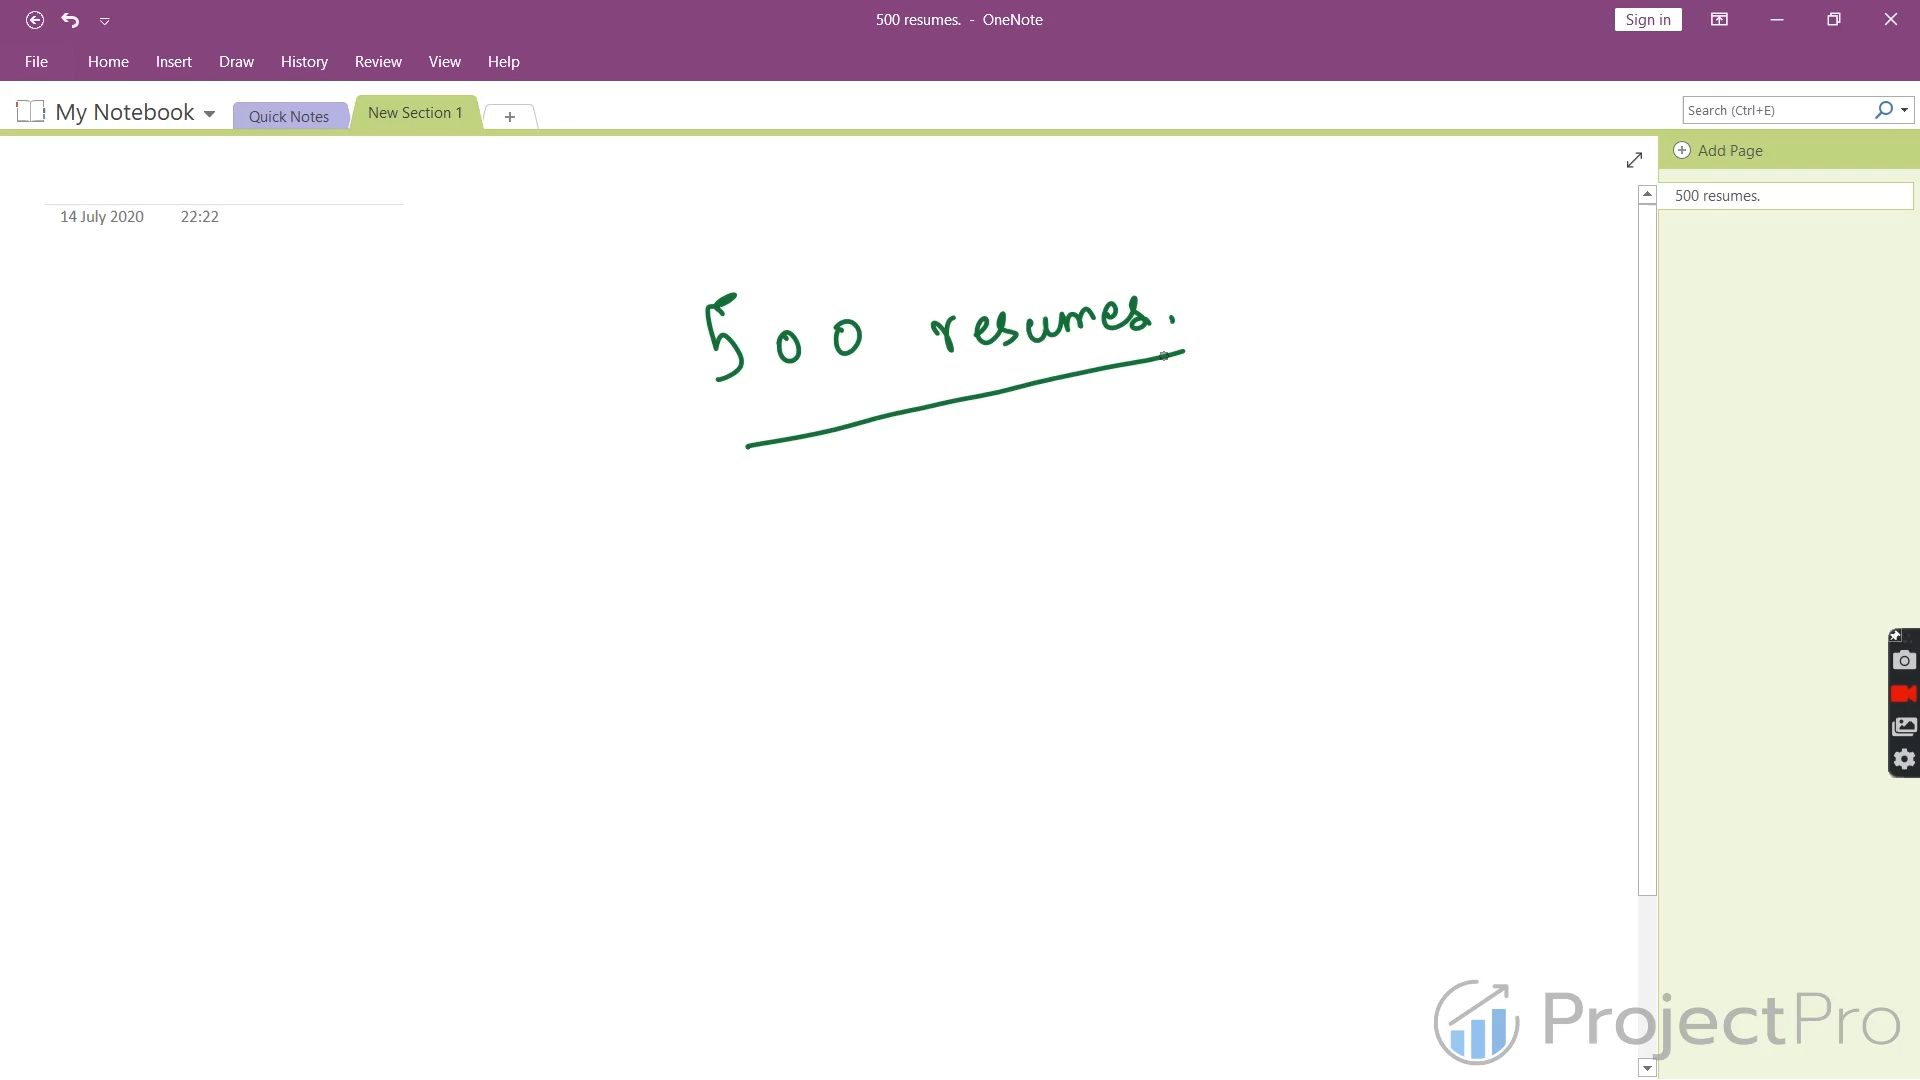 500 resumes. - OneNote
Sign in
File Home Insert Draw History Review View Help
My Notebook Quick Notes New Section 1 +
Search (Ctrl+E)
Add Page
500 resumes.
14 July 2020 22:22
500 resumes.
ProjectPro